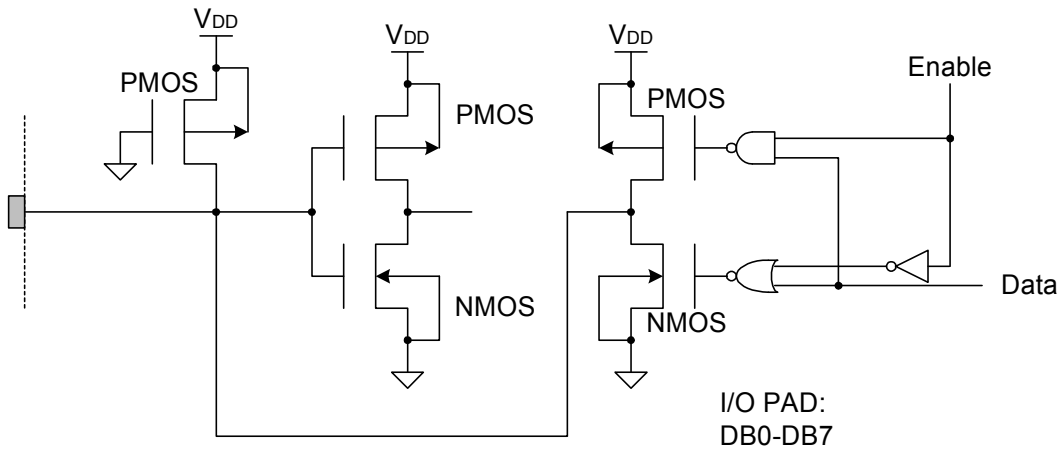 VDD
VDD
VDD
Enable
PMOS
PMOS
PMOS
Data
NMOS
NMOS
I/O PAD:
DB0-DB7